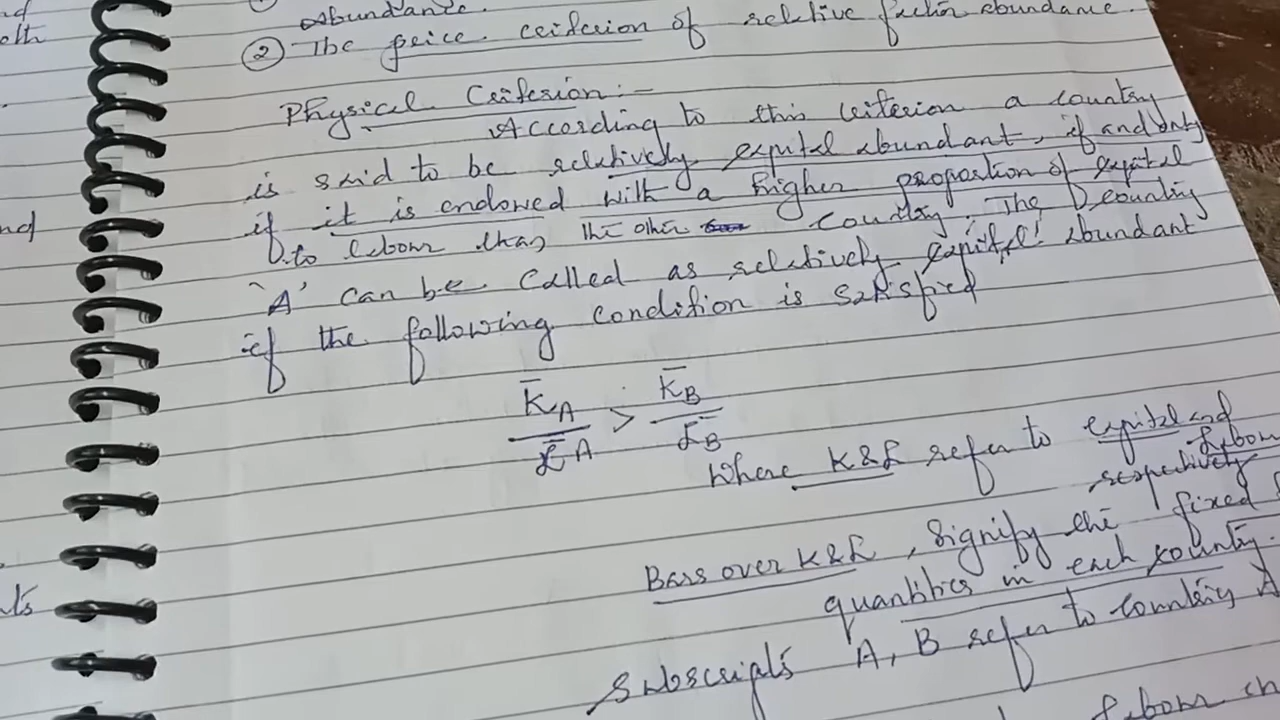 abundance.
② The price criterion of relative factor abundance.
Physical Criterion :-
According to this criterion a country
is said to be relatively capital abundant, if and only
if it is endowed with a higher proportion of capital
to labour than the other country. The country
'A' can be called as relatively capital abundant
if the following condition is satisfied
K̄A / L̄A > K̄B / L̄B
Where K & L refer to capital and
Labour
respectively
Bars over K & L, signify the fixed
quantities in each country.
Subscripts A, B refer to country A
Labour in